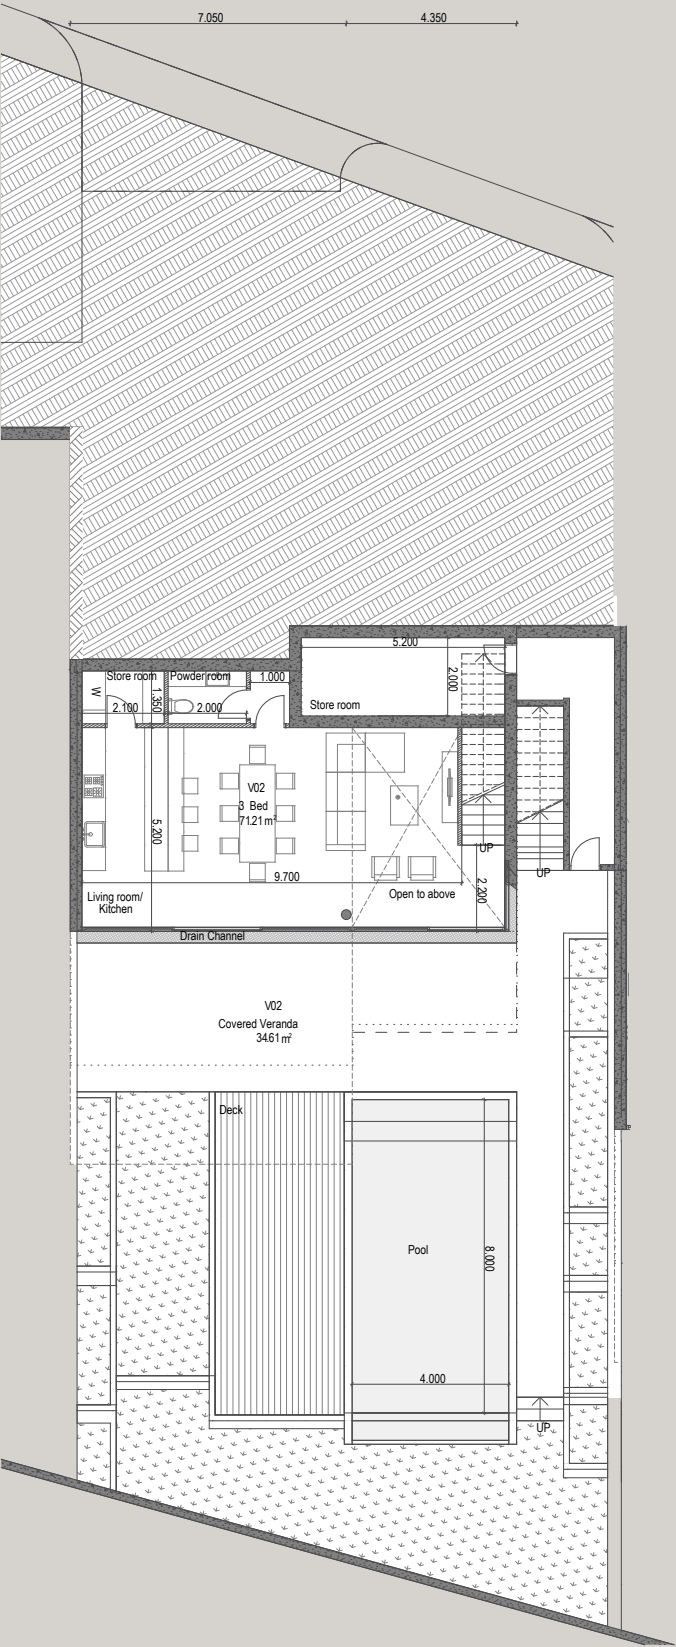 7.050
4.350
5.200
Store room
Powder room
1.000
2.000
W
1.350
2.100
2.000
Store room
V02
3 Bed
71.21 m²
5.200
UP
UP
9.700
2.200
Living room/
Kitchen
Open to above
Drain Channel
V02
Covered Veranda
34.61 m²
Deck
Pool
8.000
4.000
UP